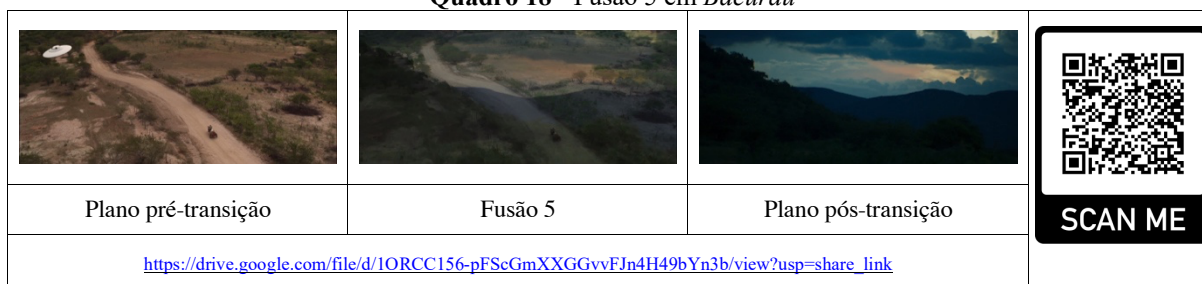 Quadro 18 - Fusão 5 em Bacurau
Plano pré-transição
Fusão 5
Plano pós-transição
SCAN ME
https://drive.google.com/file/d/1ORCC156-pFScGmXXGGvvFJn4H49bYn3b/view?usp=share_link